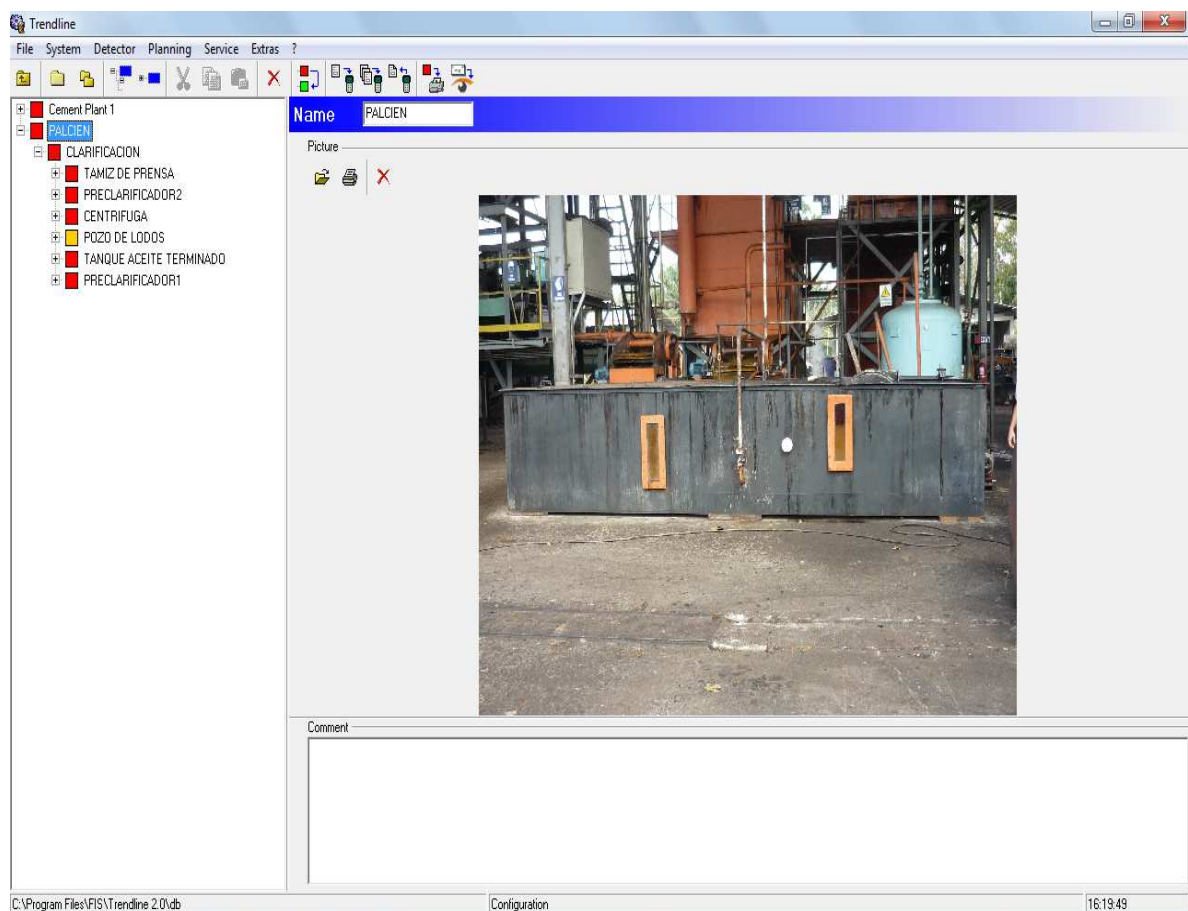 Trendline
File System Detector Planning Service Extras ?
Cement Plant 1
PALCIEN
CLARIFICACION
TAMIZ DE PRENSA
PRECLARIFICADOR2
CENTRIFUGA
POZO DE LODOS
TANQUE ACEITE TERMINADO
PRECLARIFICADOR1
Name PALCIEN
Picture
Comment
C:\Program Files\FIS\Trendline 2.0\db Configuration 16:19:49